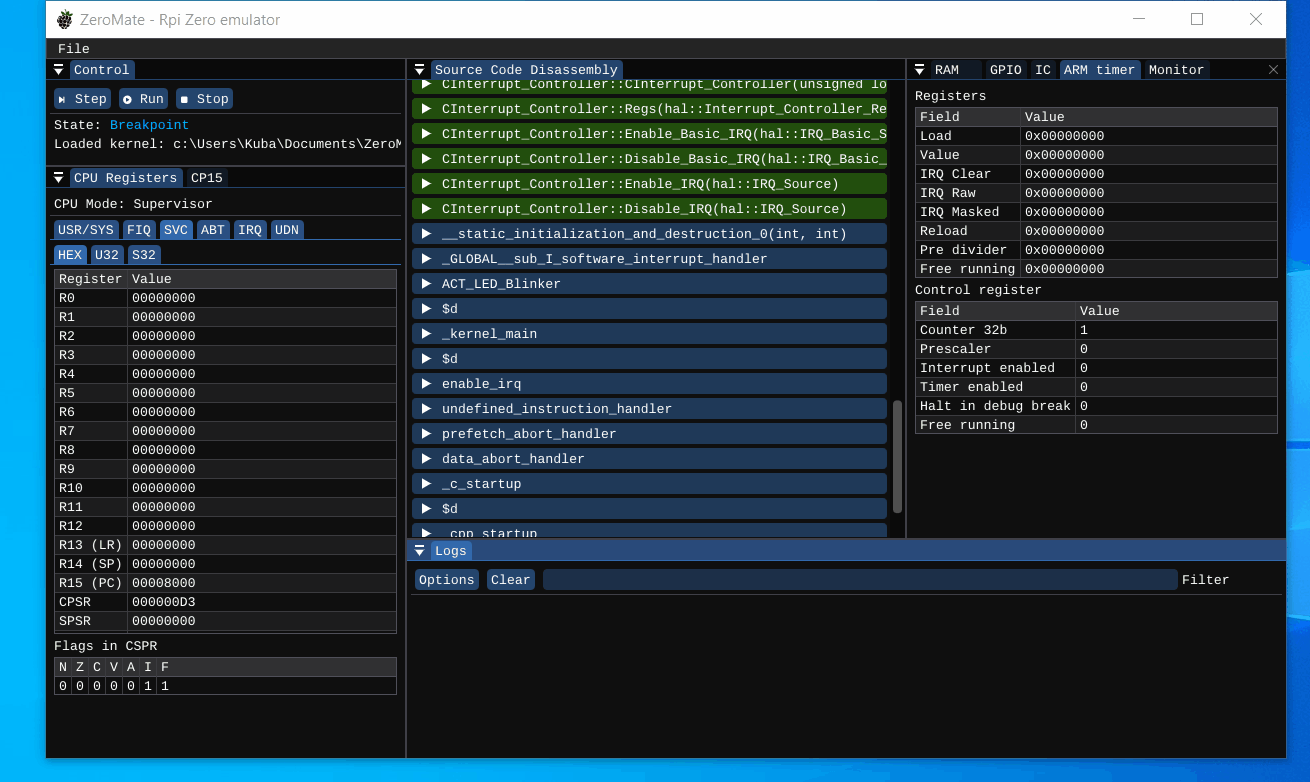 ZeroMate - Rpi Zero emulator
File
Control
Step Run Stop
State: Breakpoint
Loaded kernel: c:\Users\Kuba\Documents\ZeroM
CPU Registers CP15
CPU Mode: Supervisor
USR/SYS FIQ SVC ABT IRQ UDN
HEX U32 S32
Register Value
R0 00000000
R1 00000000
R2 00000000
R3 00000000
R4 00000000
R5 00000000
R6 00000000
R7 00000000
R8 00000000
R9 00000000
R10 00000000
R11 00000000
R12 00000000
R13 (LR) 00000000
R14 (SP) 00000000
R15 (PC) 00008000
CPSR 000000D3
SPSR 00000000
Flags in CSPR
N Z C V A I F
0 0 0 0 0 1 1
Source Code Disassembly
CInterrupt_Controller::CInterrupt_Controller(unsigned lo
CInterrupt_Controller::Regs(hal::Interrupt_Controller_Re
CInterrupt_Controller::Enable_Basic_IRQ(hal::IRQ_Basic_S
CInterrupt_Controller::Disable_Basic_IRQ(hal::IRQ_Basic_
CInterrupt_Controller::Enable_IRQ(hal::IRQ_Source)
CInterrupt_Controller::Disable_IRQ(hal::IRQ_Source)
__static_initialization_and_destruction_0(int, int)
_GLOBAL__sub_I_software_interrupt_handler
ACT_LED_Blinker
$d
_kernel_main
$d
enable_irq
undefined_instruction_handler
prefetch_abort_handler
data_abort_handler
_c_startup
$d
_cpp_startup
Logs
Options Clear Filter
RAM GPIO IC ARM timer Monitor
Registers
Field Value
Load 0x00000000
Value 0x00000000
IRQ Clear 0x00000000
IRQ Raw 0x00000000
IRQ Masked 0x00000000
Reload 0x00000000
Pre divider 0x00000000
Free running 0x00000000
Control register
Field Value
Counter 32b 1
Prescaler 0
Interrupt enabled 0
Timer enabled 0
Halt in debug break 0
Free running 0